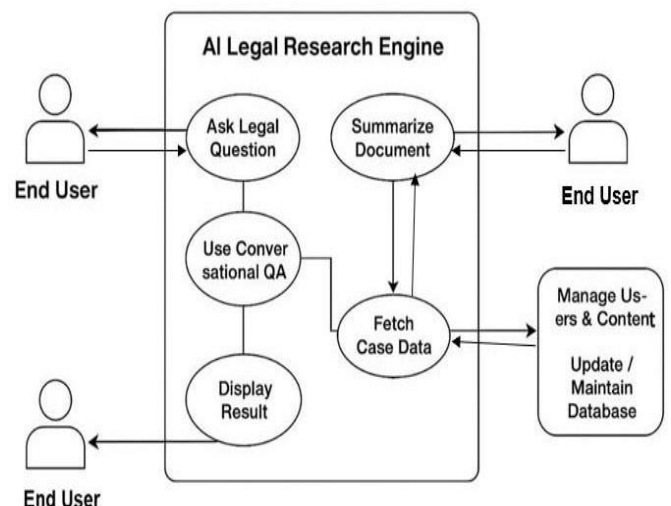 AI Legal Research Engine
Ask Legal
Question
Summarize
Document
End User
End User
Use Conver
sational QA
Fetch
Case Data
Manage Us-
ers & Content
Update /
Maintain
Database
Display
Result
End User